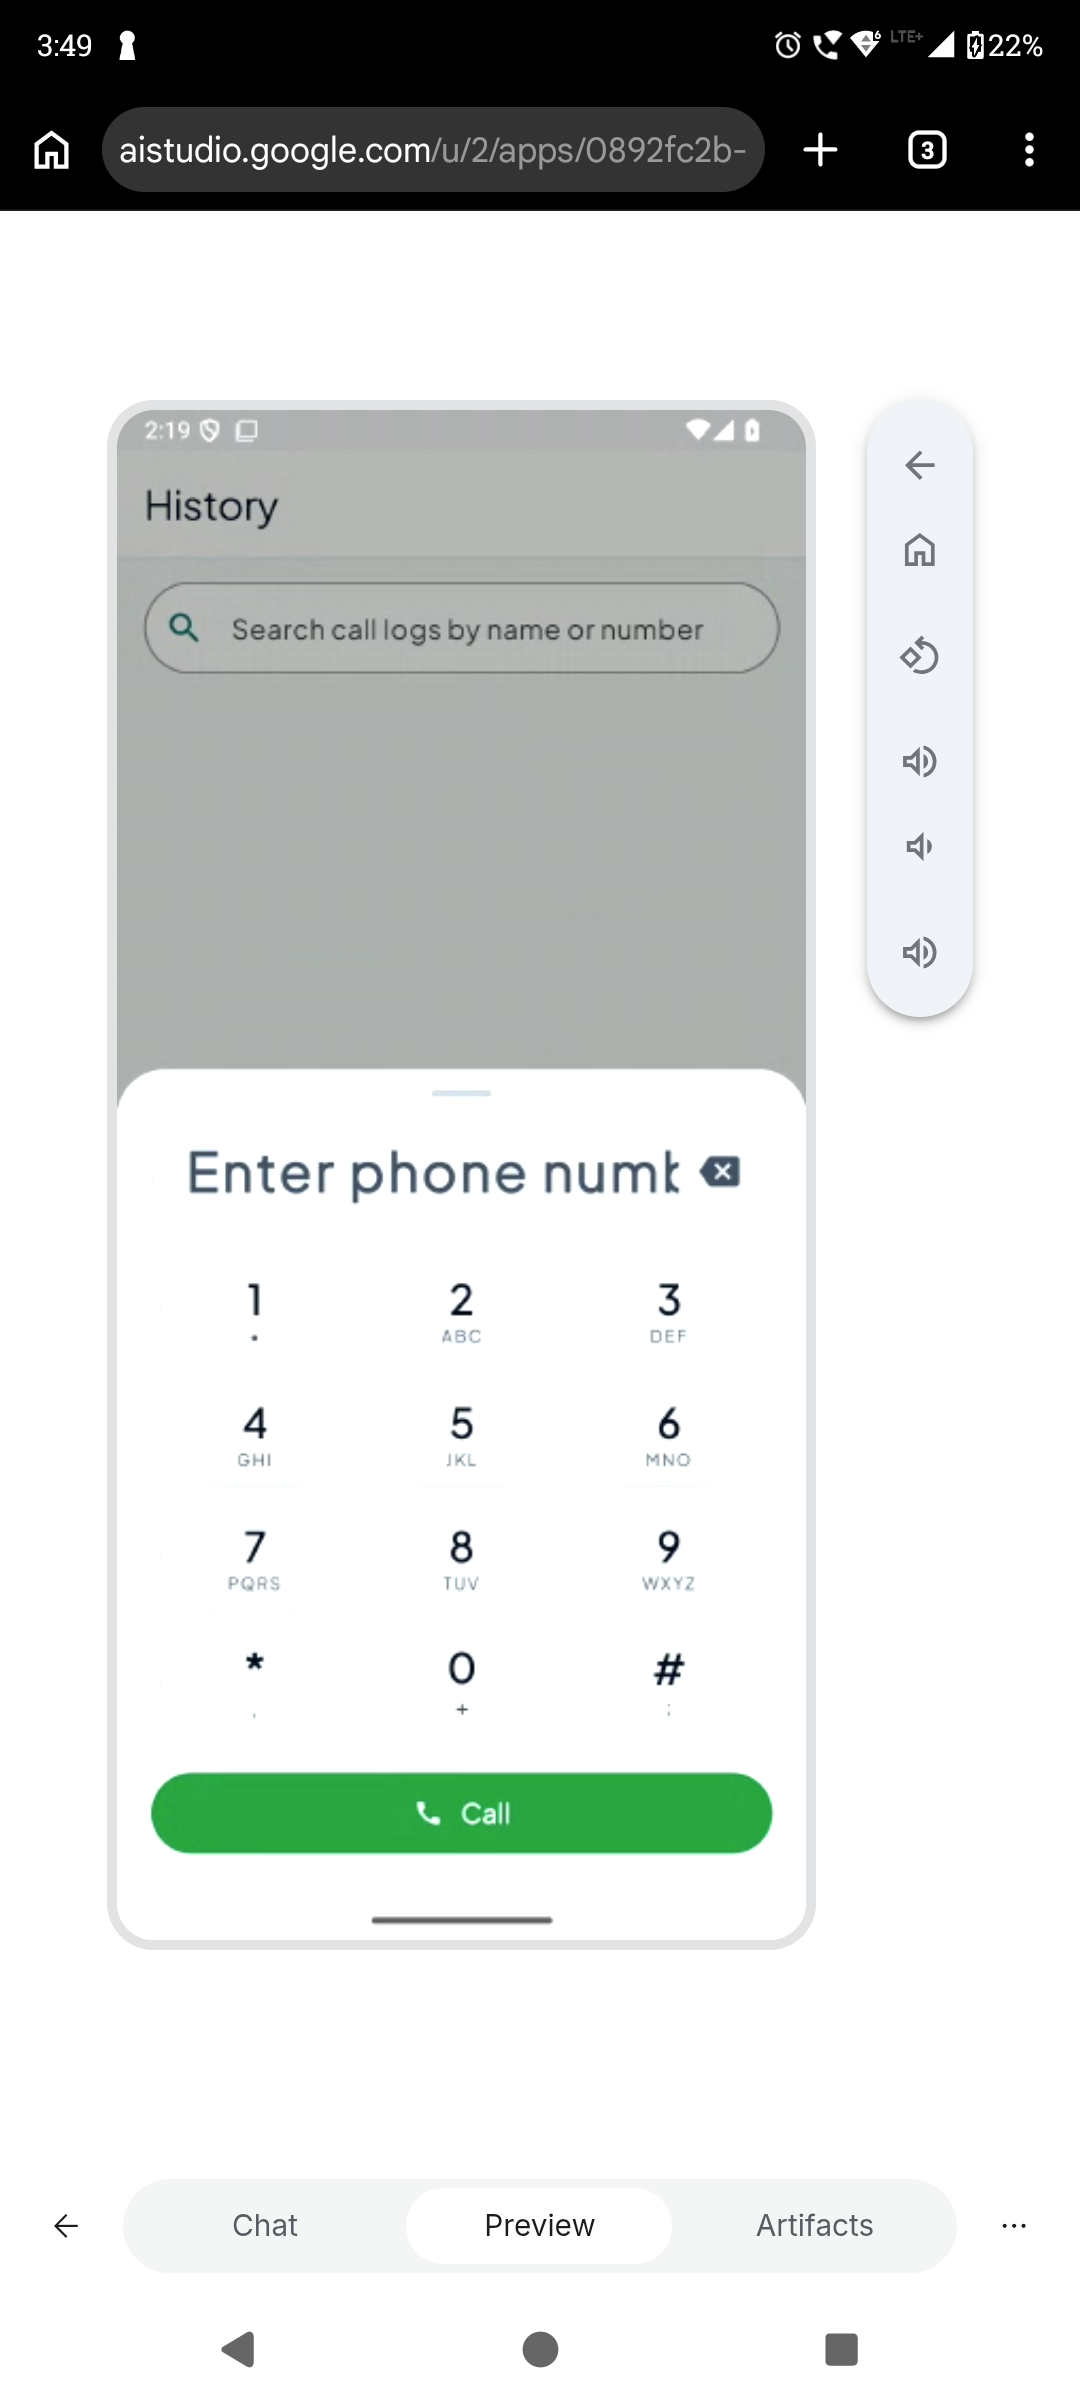 3:49
LTE+
22%
aistudio.google.com/u/2/apps/0892fc2b-
3
2:19
History
Search call logs by name or number
Enter phone numb
1
2
ABC
3
DEF
4
GHI
5
JKL
6
MNO
7
PQRS
8
TUV
9
WXYZ
*
,
0
+
#
;
Call
Chat
Preview
Artifacts